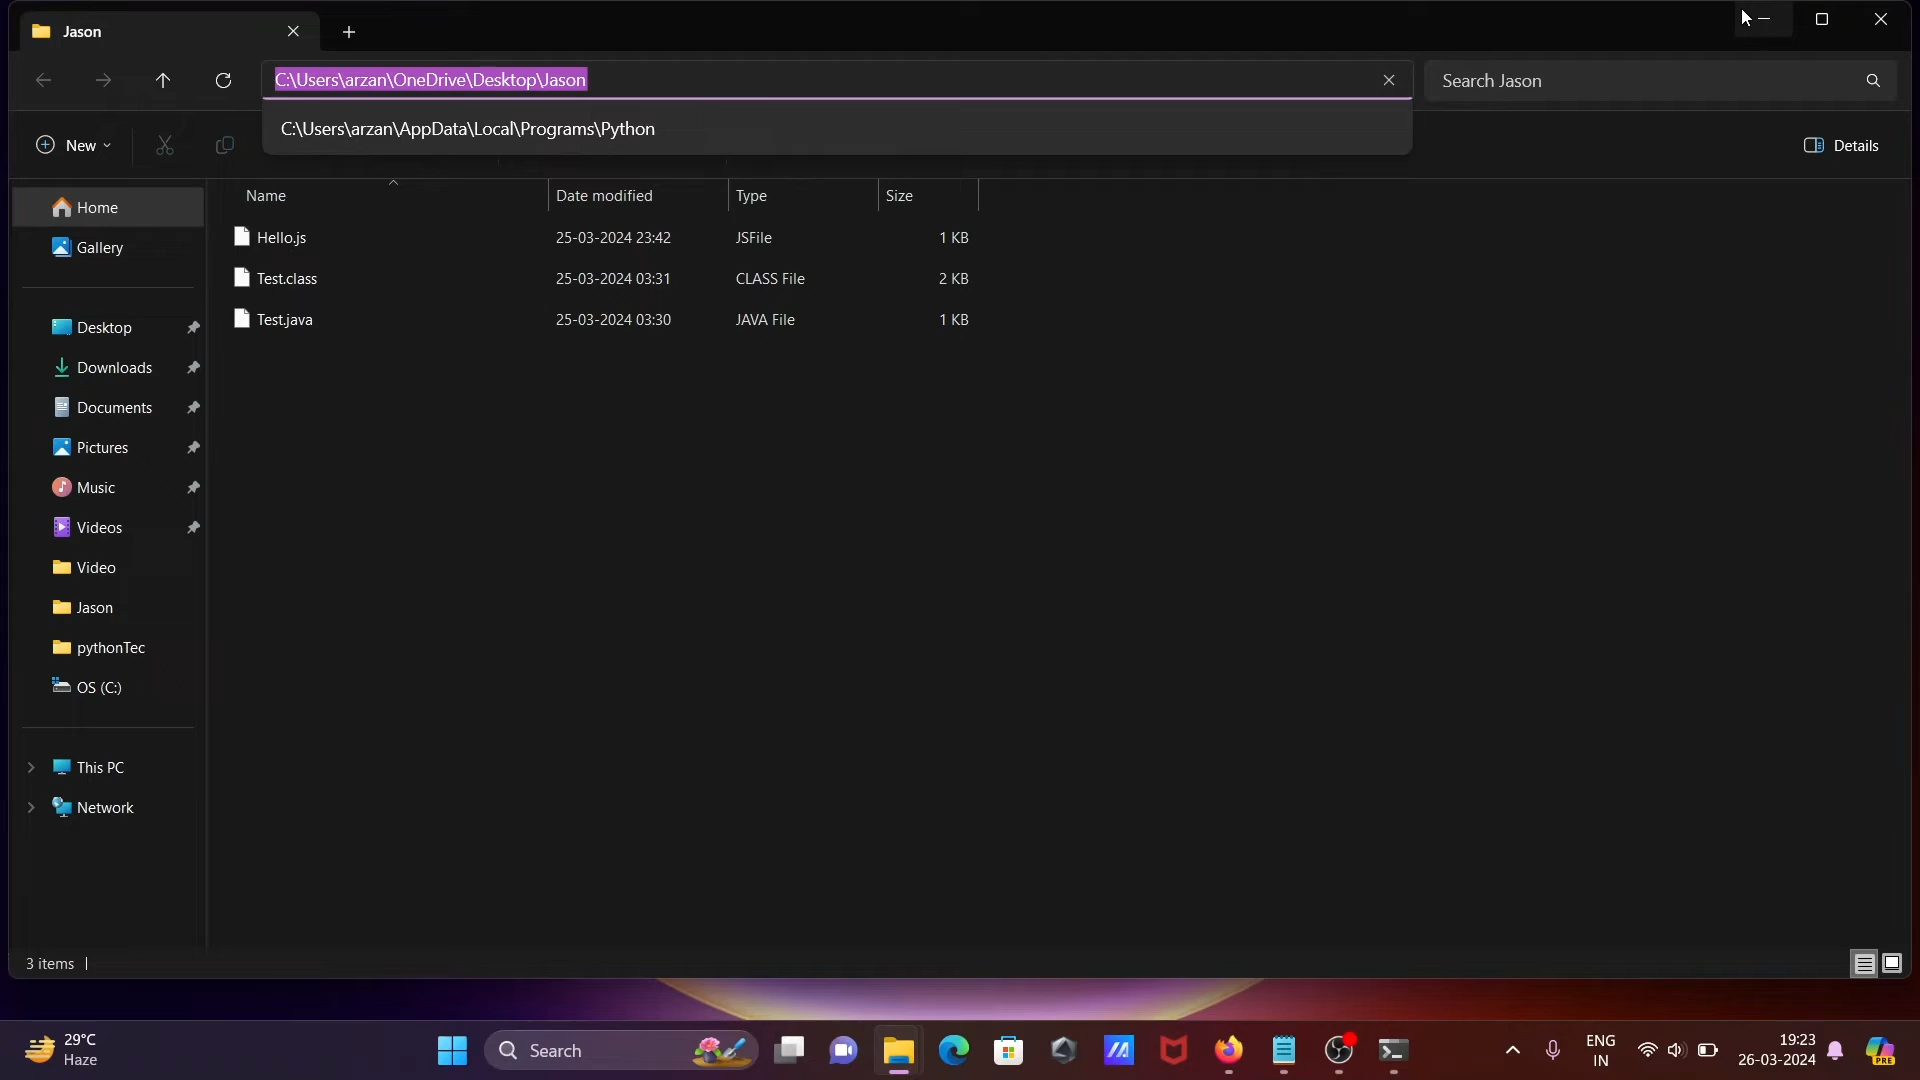 Jason
C:\Users\arzan\OneDrive\Desktop\Jason
Search Jason
C:\Users\arzan\AppData\Local\Programs\Python
New
Details
Name Date modified Type Size
Hello.js 25-03-2024 23:42 JSFile 1 KB
Test.class 25-03-2024 03:31 CLASS File 2 KB
Test.java 25-03-2024 03:30 JAVA File 1 KB
Home
Gallery
Desktop
Downloads
Documents
Pictures
Music
Videos
Video
Jason
pythonTec
OS (C:)
This PC
Network
3 items
29°C
Haze
Search
ENG
IN
19:23
26-03-2024
PRE